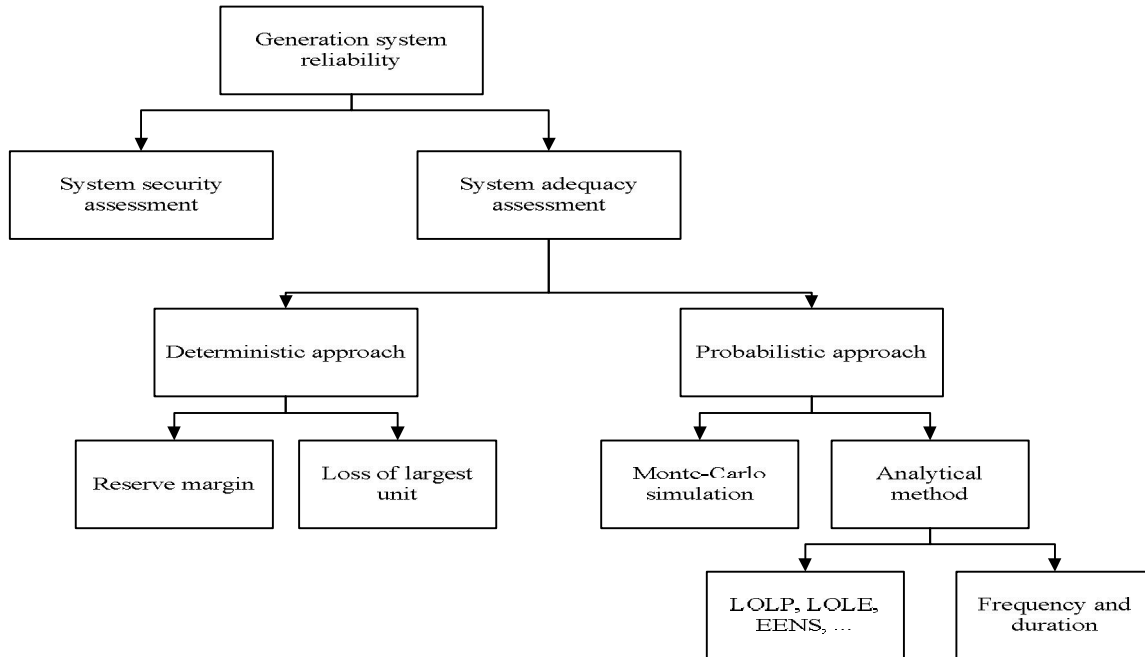 Generation system
reliability
System security
assessment
System adequacy
assessment
Deterministic approach
Probabilistic approach
Reserve margin
Loss of largest
unit
Monte-Carlo
simulation
Analytical
method
LOLP, LOLE,
EENS, ...
Frequency and
duration